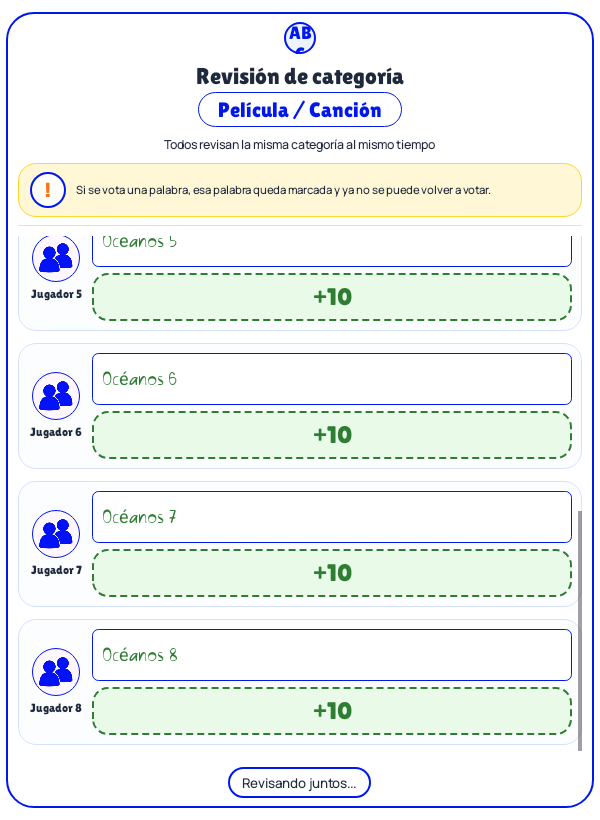 AB
Revisión de categoría
Película / Canción
Todos revisan la misma categoría al mismo tiempo
!
Si se vota una palabra, esa palabra queda marcada y ya no se puede volver a votar.
Océanos 5
Jugador 5
+10
Océanos 6
Jugador 6
+10
Océanos 7
Jugador 7
+10
Océanos 8
Jugador 8
+10
Revisando juntos...